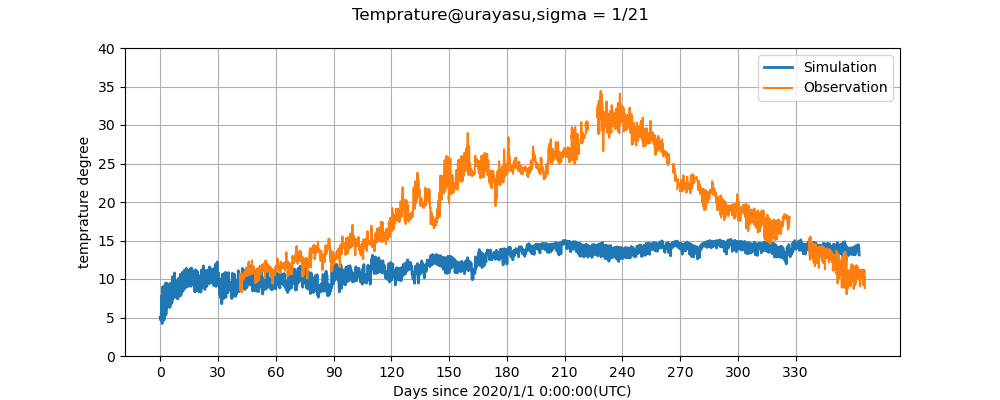 Temprature@urayasu,sigma = 1/21
40
35
30
25
20
15
10
5
0
temprature degree
Simulation
Observation
0 30 60 90 120 150 180 210 240 270 300 330
Days since 2020/1/1 0:00:00(UTC)